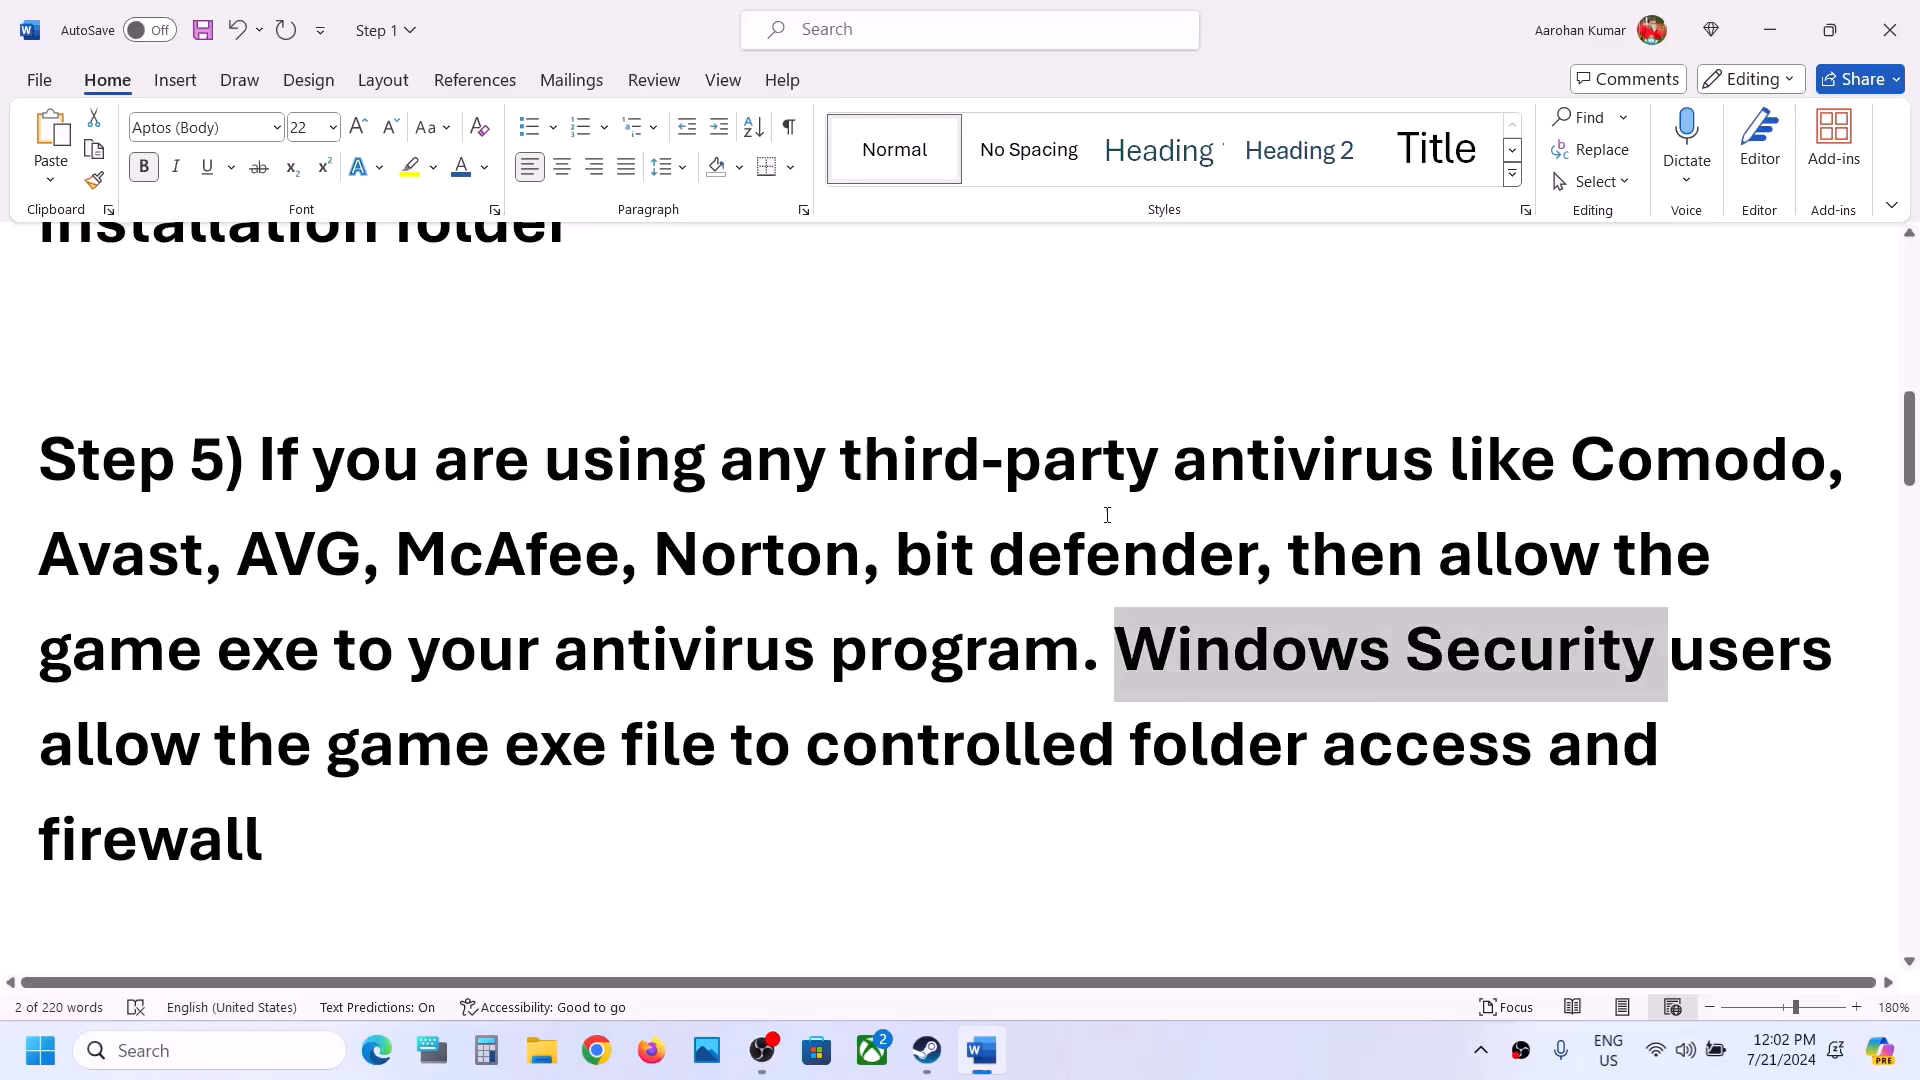 AutoSave Off Step 1 Search Aarohan Kumar
File Home Insert Draw Design Layout References Mailings Review View Help Comments Editing Share
Paste
Clipboard
Aptos (Body) 22
Font
Paragraph
Normal No Spacing Heading Heading 2 Title
Styles
Find
Replace
Select
Editing
Dictate
Voice
Editor
Editor
Add-ins
Add-ins
installation folder
Step 5) If you are using any third-party antivirus like Comodo,
Avast, AVG, McAfee, Norton, bit defender, then allow the
game exe to your antivirus program. Windows Security users
allow the game exe file to controlled folder access and
firewall
2 of 220 words English (United States) Text Predictions: On Accessibility: Good to go Focus 180%
Search 2 ENG
US 12:02 PM
7/21/2024 PRE